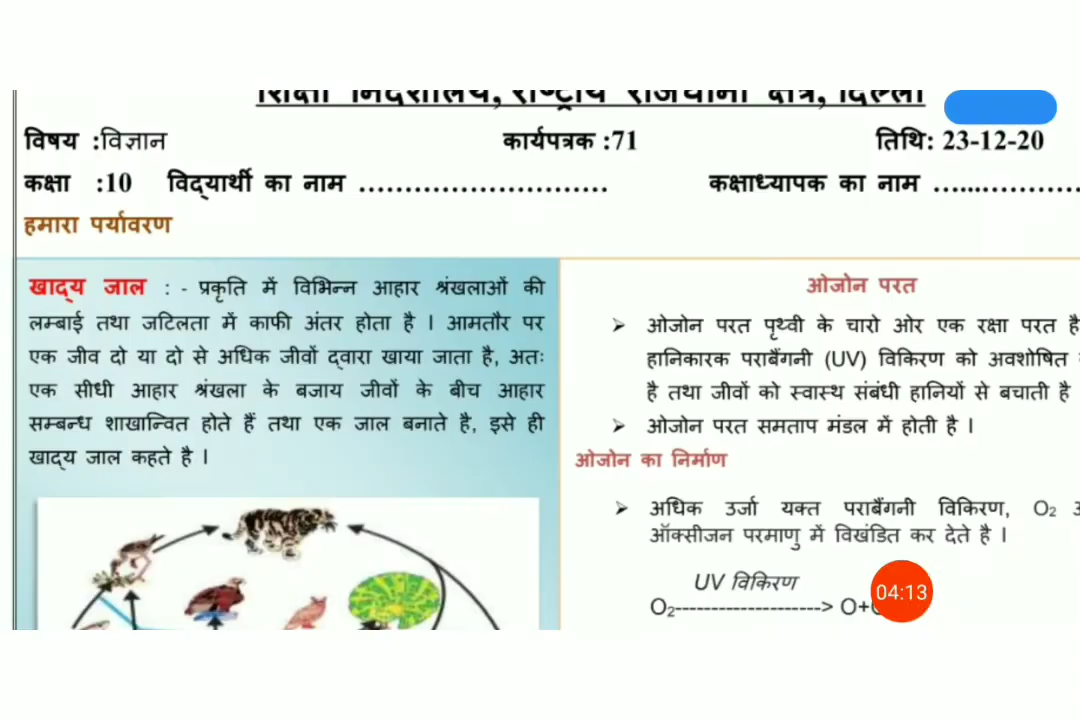 शिक्षा निदेशालय, राष्ट्रीय राजधानी क्षेत्र, दिल्ली
विषय :विज्ञान कार्यपत्रक :71 तिथि: 23-12-20
कक्षा :10 विद्यार्थी का नाम ……………………… कक्षाध्यापक का नाम …...…………
हमारा पर्यावरण
खाद्य जाल : - प्रकृति में विभिन्न आहार श्रंखलाओं की
लम्बाई तथा जटिलता में काफी अंतर होता है । आमतौर पर
एक जीव दो या दो से अधिक जीवों द्वारा खाया जाता है, अतः
एक सीधी आहार श्रंखला के बजाय जीवों के बीच आहार
सम्बन्ध शाखान्वित होते हैं तथा एक जाल बनाते है, इसे ही
खाद्य जाल कहते है ।
ओजोन परत
➢ ओजोन परत पृथ्वी के चारो ओर एक रक्षा परत है
हानिकारक पराबैंगनी (UV) विकिरण को अवशोषित
है तथा जीवों को स्वास्थ संबंधी हानियों से बचाती है
➢ ओजोन परत समताप मंडल में होती है ।
ओजोन का निर्माण
➢ अधिक उर्जा यक्त पराबैंगनी विकिरण, O₂
ऑक्सीजन परमाणु में विखंडित कर देते है ।
UV विकिरण
O₂--------------------> O+
04:13